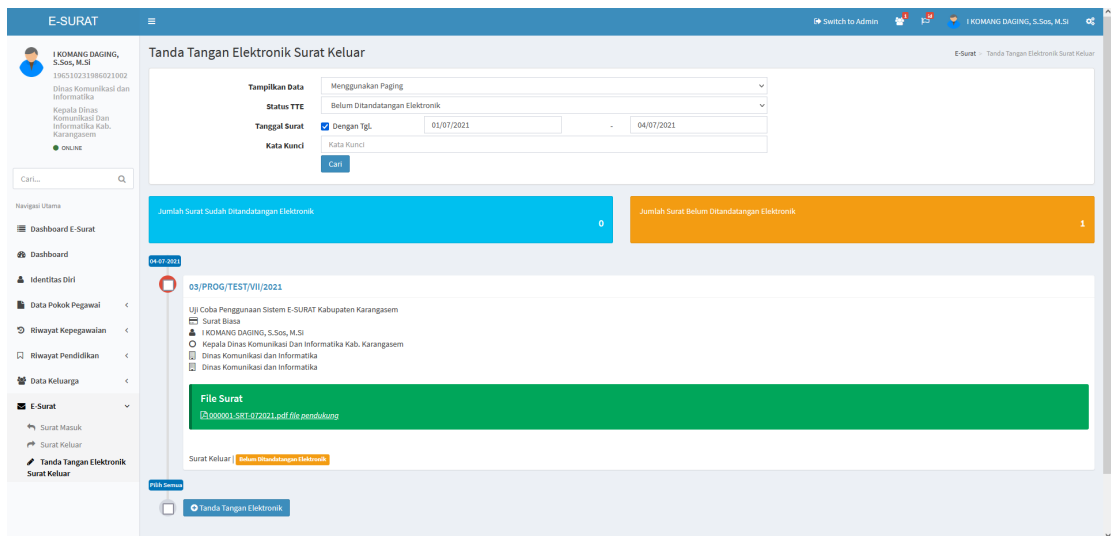 E-SURAT
Switch to Admin
I KOMANG DAGING, S.Sos, M.Si
I KOMANG DAGING,
S.Sos, M.Si
196510231986021002
Dinas Komunikasi dan
Informatika
Kepala Dinas
Komunikasi Dan
Informatika Kab.
Karangasem
ONLINE
Cari...
Navigasi Utama
Dashboard E-Surat
Dashboard
Identitas Diri
Data Pokok Pegawai
Riwayat Kepegawaian
Riwayat Pendidikan
Data Keluarga
E-Surat
Surat Masuk
Surat Keluar
Tanda Tangan Elektronik
Surat Keluar
Tanda Tangan Elektronik Surat Keluar
E-Surat - Tanda Tangan Elektronik Surat Keluar
Tampilkan Data Menggunakan Paging
Status TTE Belum Ditandatangan Elektronik
Tanggal Surat Dengan Tgl. 01/07/2021 - 04/07/2021
Kata Kunci Kata Kunci
Cari
Jumlah Surat Sudah Ditandatangan Elektronik
0
Jumlah Surat Belum Ditandatangan Elektronik
1
04-07-2021
03/PROG/TEST/VII/2021
Uji Coba Penggunaan Sistem E-SURAT Kabupaten Karangasem
Surat Biasa
I KOMANG DAGING, S.Sos, M.Si
Kepala Dinas Komunikasi Dan Informatika Kab. Karangasem
Dinas Komunikasi dan Informatika
Dinas Komunikasi dan Informatika
File Surat
000001-SRT-072021.pdf file pendukung
Surat Keluar | Belum Ditandatangan Elektronik
Pilih Semua
Tanda Tangan Elektronik